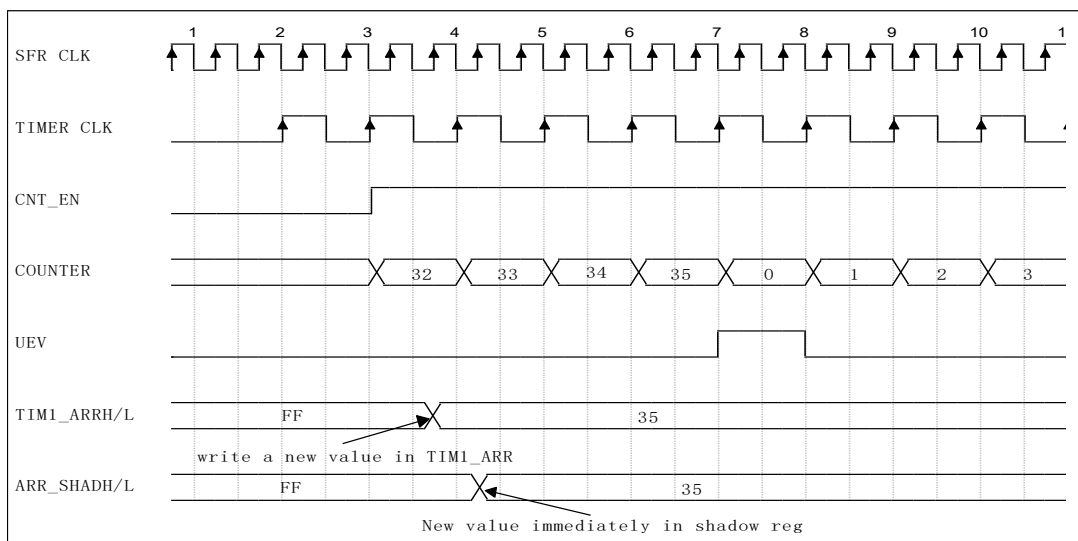 1 2 3 4 5 6 7 8 9 10 1
SFR CLK
TIMER CLK
CNT_EN
COUNTER 32 33 34 35 0 1 2 3
UEV
TIM1_ARRH/L FF 35
write a new value in TIM1_ARR
ARR_SHADH/L FF 35
New value immediately in shadow reg